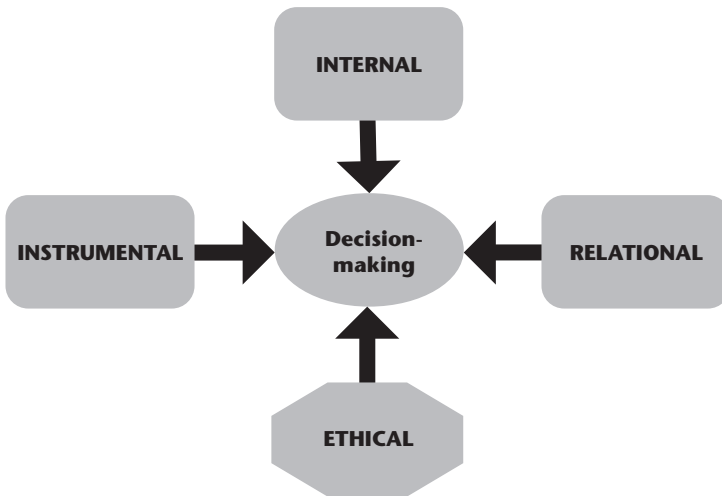 INTERNAL
INSTRUMENTAL
Decision-
making
RELATIONAL
ETHICAL